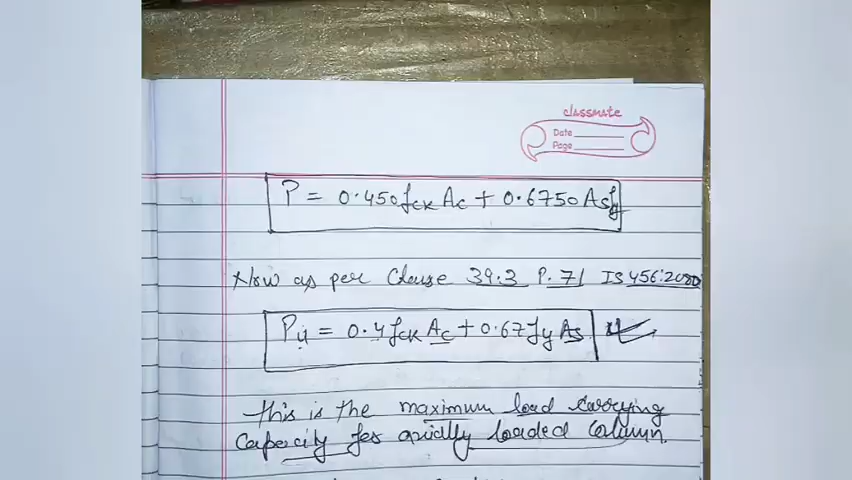 classmate
Date
Page
P = 0.450 fck Ac + 0.6750 As fy
Now as per Clause 39.3 P. 71 IS 456:2000
Pu = 0.4 fck Ac + 0.67 fy As
This is the maximum load carrying
capacity for axially loaded column.